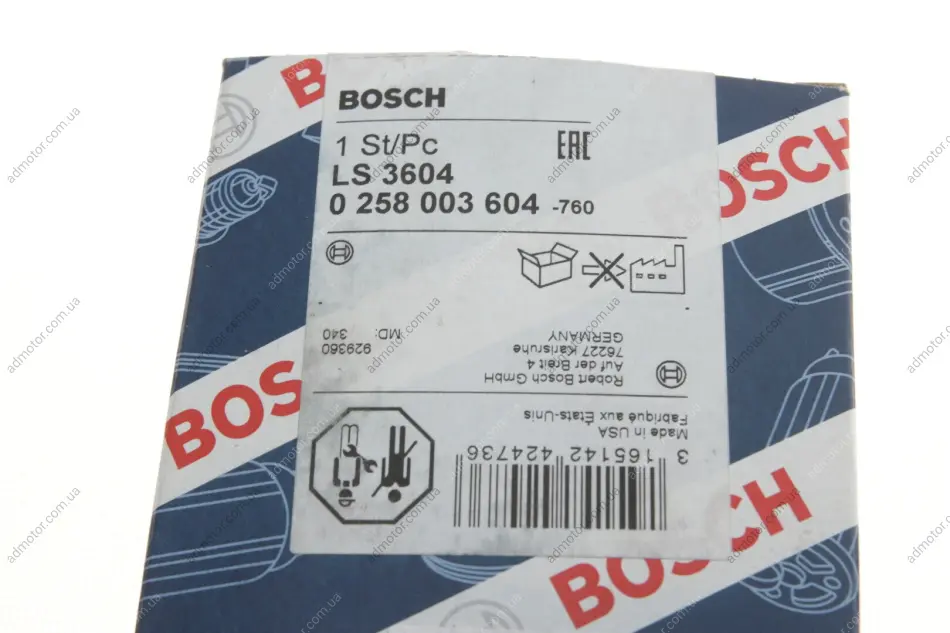 BOSCH
1 St/Pc
EAC
LS 3604
0 258 003 604 -760
929360
MD: 340
Robert Bosch GmbH
Auf der Breit 4
76227 Karlsruhe
GERMANY
Made in USA
Fabriqué aux États-Unis
3 165142 424736
BOSCH
BOSCH
BOSCH
admotor.com.ua